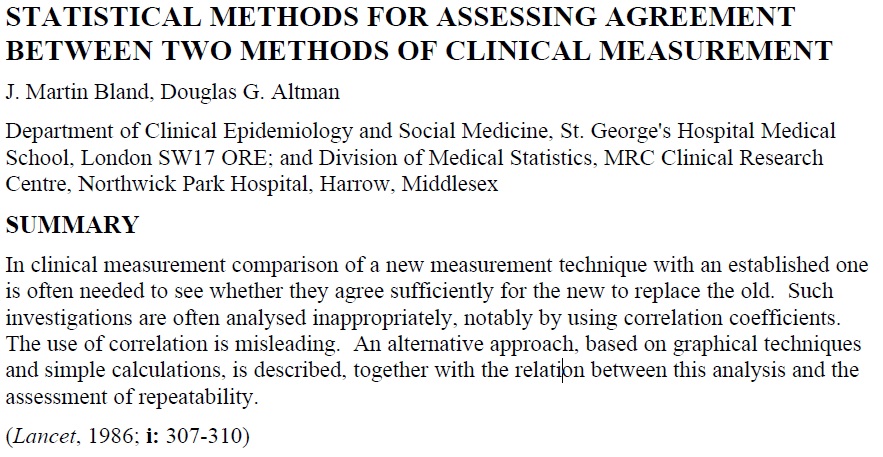 STATISTICAL METHODS FOR ASSESSING AGREEMENT
BETWEEN TWO METHODS OF CLINICAL MEASUREMENT
J. Martin Bland, Douglas G. Altman
Department of Clinical Epidemiology and Social Medicine, St. George's Hospital Medical
School, London SW17 ORE; and Division of Medical Statistics, MRC Clinical Research
Centre, Northwick Park Hospital, Harrow, Middlesex
SUMMARY
In clinical measurement comparison of a new measurement technique with an established one
is often needed to see whether they agree sufficiently for the new to replace the old.  Such
investigations are often analysed inappropriately, notably by using correlation coefficients.
The use of correlation is misleading.  An alternative approach, based on graphical techniques
and simple calculations, is described, together with the relation between this analysis and the
assessment of repeatability.
(Lancet, 1986; i: 307-310)